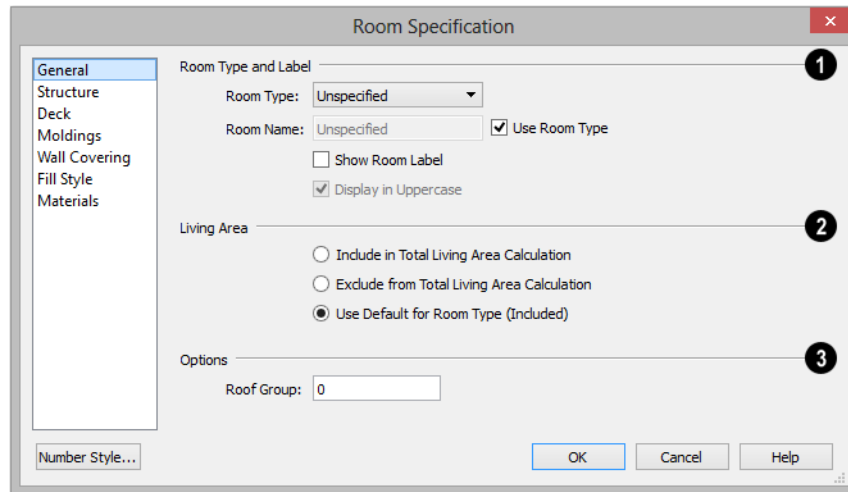 Room Specification
×
General
Structure
Deck
Moldings
Wall Covering
Fill Style
Materials
Room Type and Label
1
Room Type: Unspecified
Room Name: Unspecified Use Room Type
Show Room Label
Display in Uppercase
Living Area
2
Include in Total Living Area Calculation
Exclude from Total Living Area Calculation
Use Default for Room Type (Included)
Options
3
Roof Group: 0
Number Style... OK Cancel Help